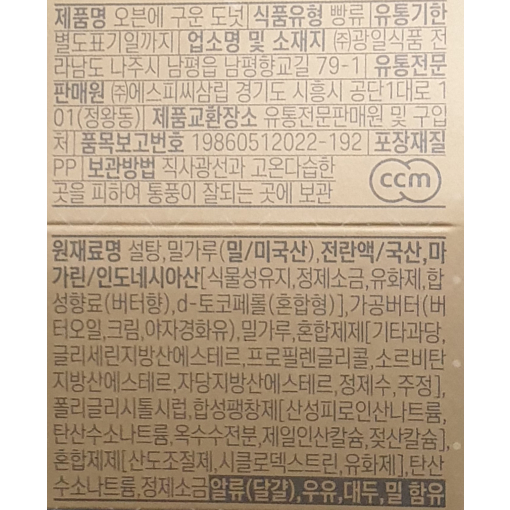 제품명 오븐에 구운 도넛 식품유형 빵류 유통기한
별도표기일까지 업소명 및 소재지 ㈜광일식품 전
라남도 나주시 남평읍 남평향교길 79-1 유통전문
판매원 ㈜에스피씨삼립 경기도 시흥시 공단1대로 1
01(정왕동) 제품교환장소 유통전문판매원 및 구입
처 품목보고번호 19860512022-192 포장재질
PP 보관방법 직사광선과 고온다습한
곳을 피하여 통풍이 잘되는 곳에 보관
ccm
원재료명 설탕,밀가루(밀/미국산),전란액/국산,마
가린/인도네시아산[식물성유지,정제소금,유화제,합
성향료(버터향),d-토코페롤(혼합형)],가공버터(버
터오일,크림,야자경화유),밀가루,혼합제제[기타과당,
글리세린지방산에스테르,프로필렌글리콜,소르비탄
지방산에스테르,자당지방산에스테르,정제수,주정],
폴리글리시톨시럽,합성팽창제[산성피로인산나트륨,
탄산수소나트륨,옥수수전분,제일인산칼슘,젖산칼슘],
혼합제제[산도조절제,시클로덱스트린,유화제],탄산
수소나트륨,정제소금 알류(달걀),우유,대두,밀 함유